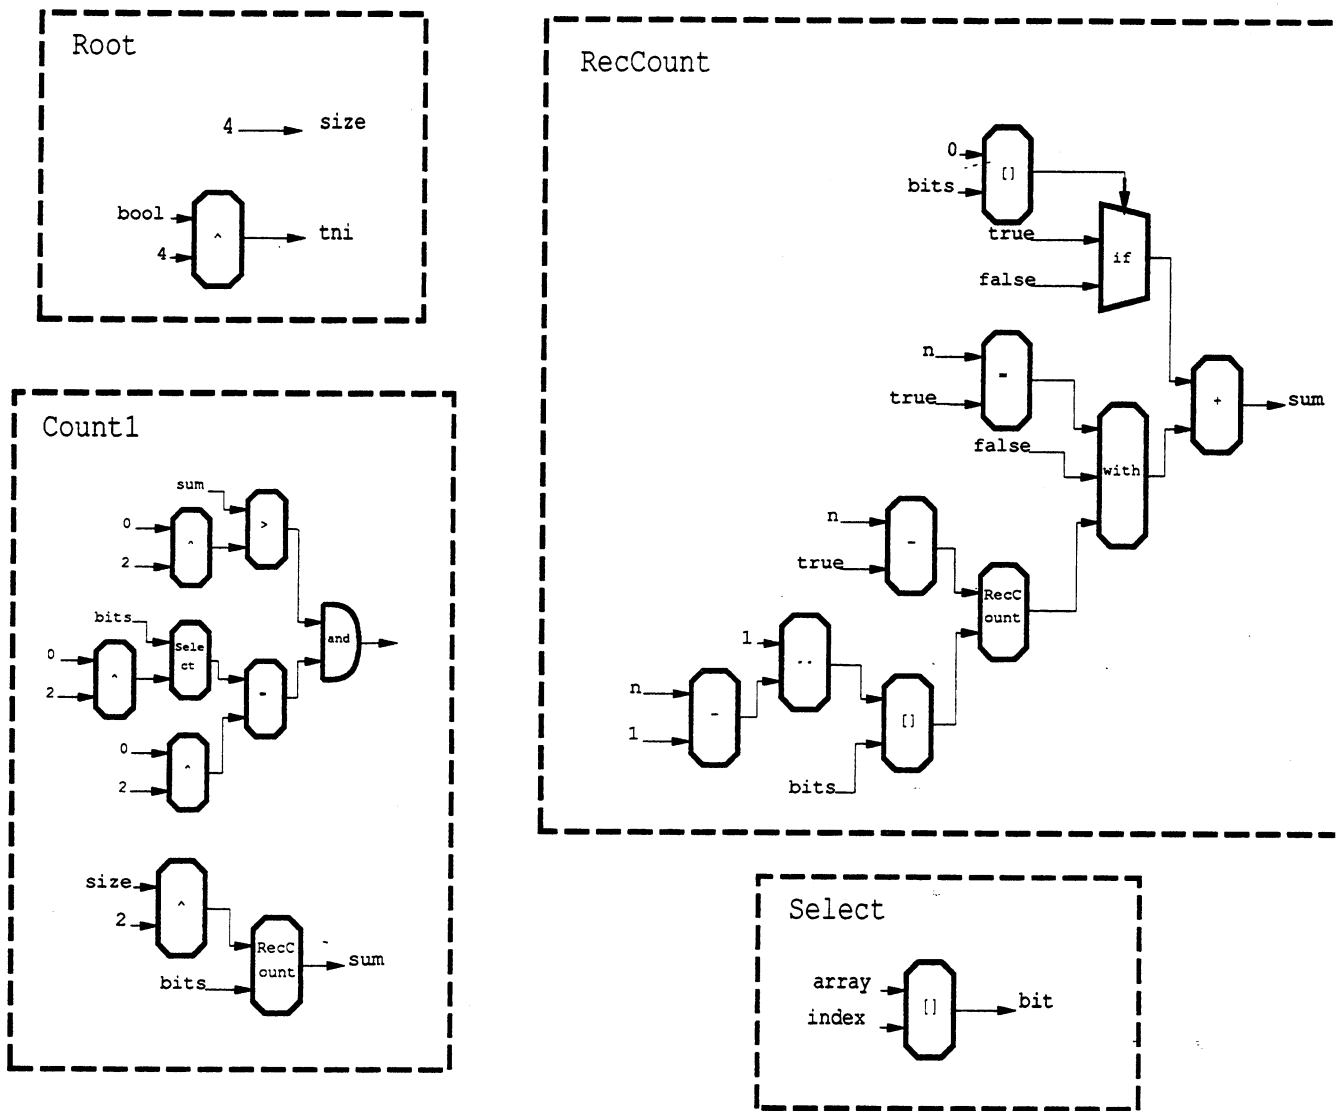 Root
4 size
bool
^ tni
4
Count1
sum
0 >
^
2
bits
Sele
and
0 ct
^
2 =
0
^
2
size
^
2
RecC
ount sum
bits
RecCount
0
[]
bits
true
if
false
n
-
true
+ sum
false
with
n
-
true
RecC
ount
1
..
n
-
1
[]
bits
Select
array
[] bit
index